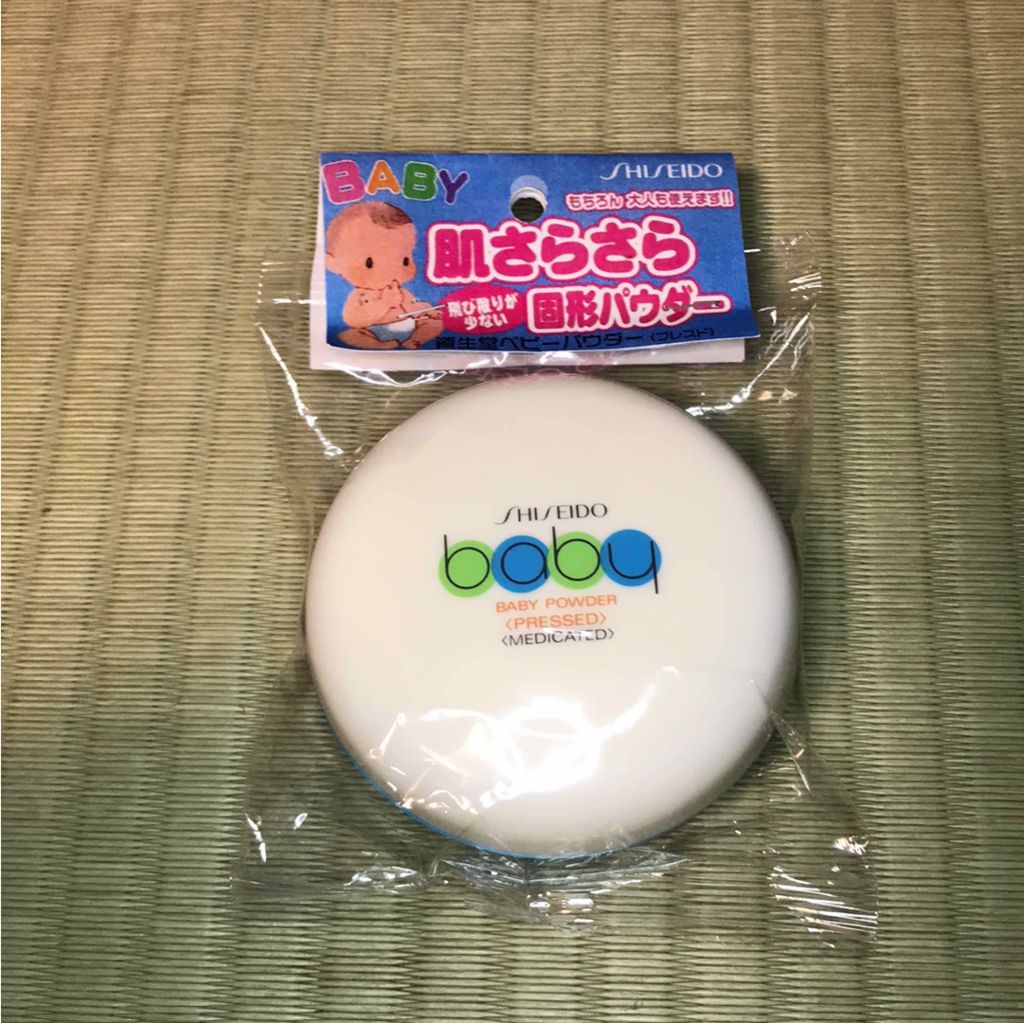 BABY
SHISEIDO
もちろん 大人も使えます!!
肌さらさら
飛び散りが
少ない
固形パウダー
資生堂ベビーパウダー(プレスド)
SHISEIDO
baby
BABY POWDER
〈PRESSED〉
〈MEDICATED〉